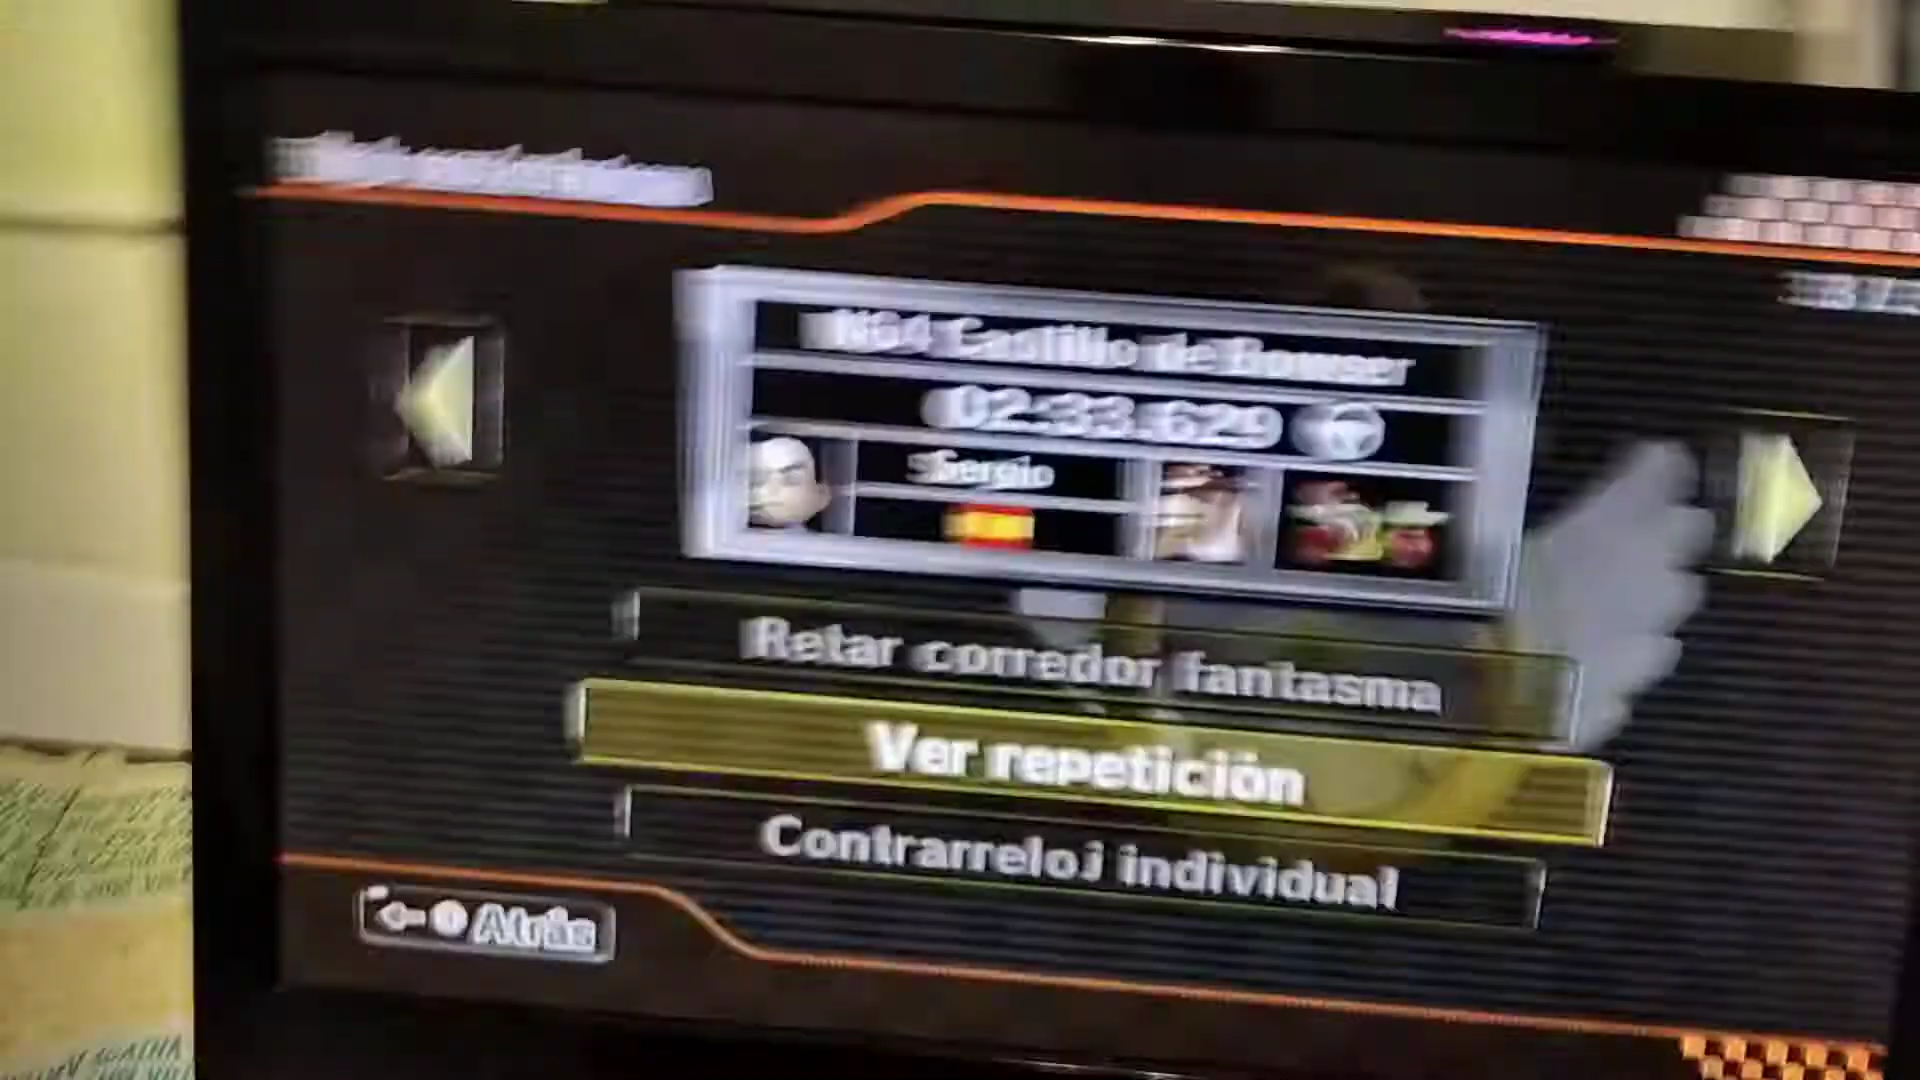 N64 Castillo de Bowser
02:33.629
Sergio
Retar corredor fantasma
Ver repetición
Contrarreloj individual
Atrás